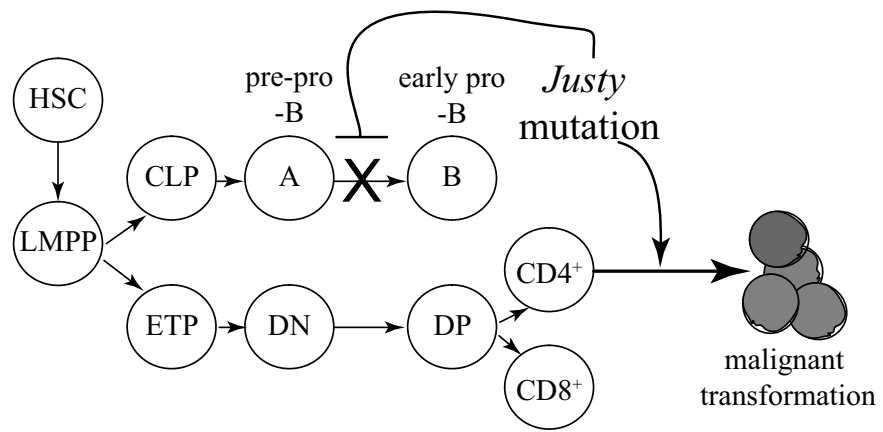 HSC
pre-pro
-B
early pro
-B
Justy
mutation
CLP
A
X
B
LMPP
ETP
DN
DP
CD4⁺
CD8⁺
malignant
transformation